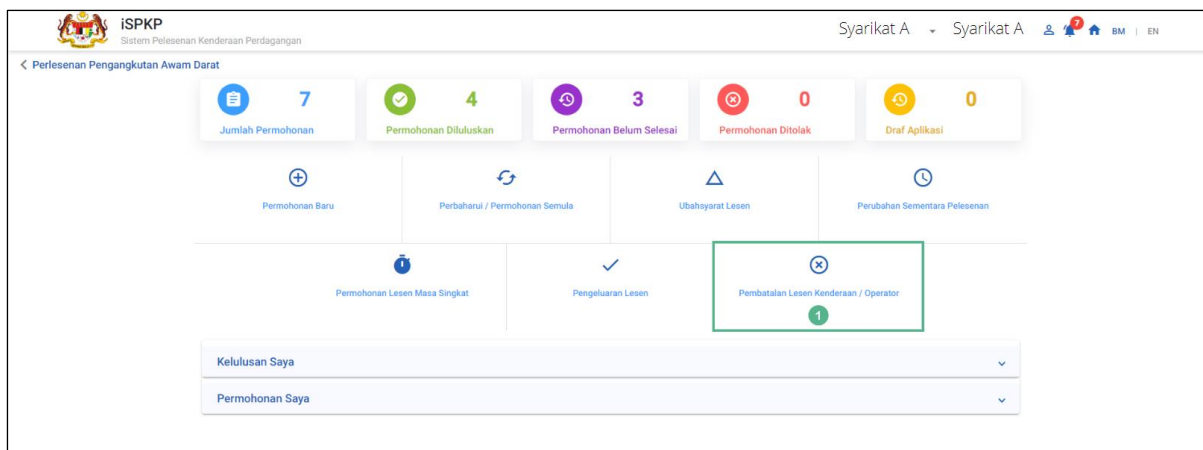 iSPKP
Sistem Pelesenan Kenderaan Perdagangan
Syarikat A Syarikat A 7 BM | EN
Perlesenan Pengangkutan Awam Darat
7 4 3 0 0
Jumlah Permohonan Permohonan Diluluskan Permohonan Belum Selesai Permohonan Ditolak Draf Aplikasi
Permohonan Baru Perbaharui / Permohonan Semula Ubahsyarat Lesen Perubahan Sementara Pelesenan
Permohonan Lesen Masa Singkat Pengeluaran Lesen Pembatalan Lesen Kenderaan / Operator
1
Kelulusan Saya
Permohonan Saya